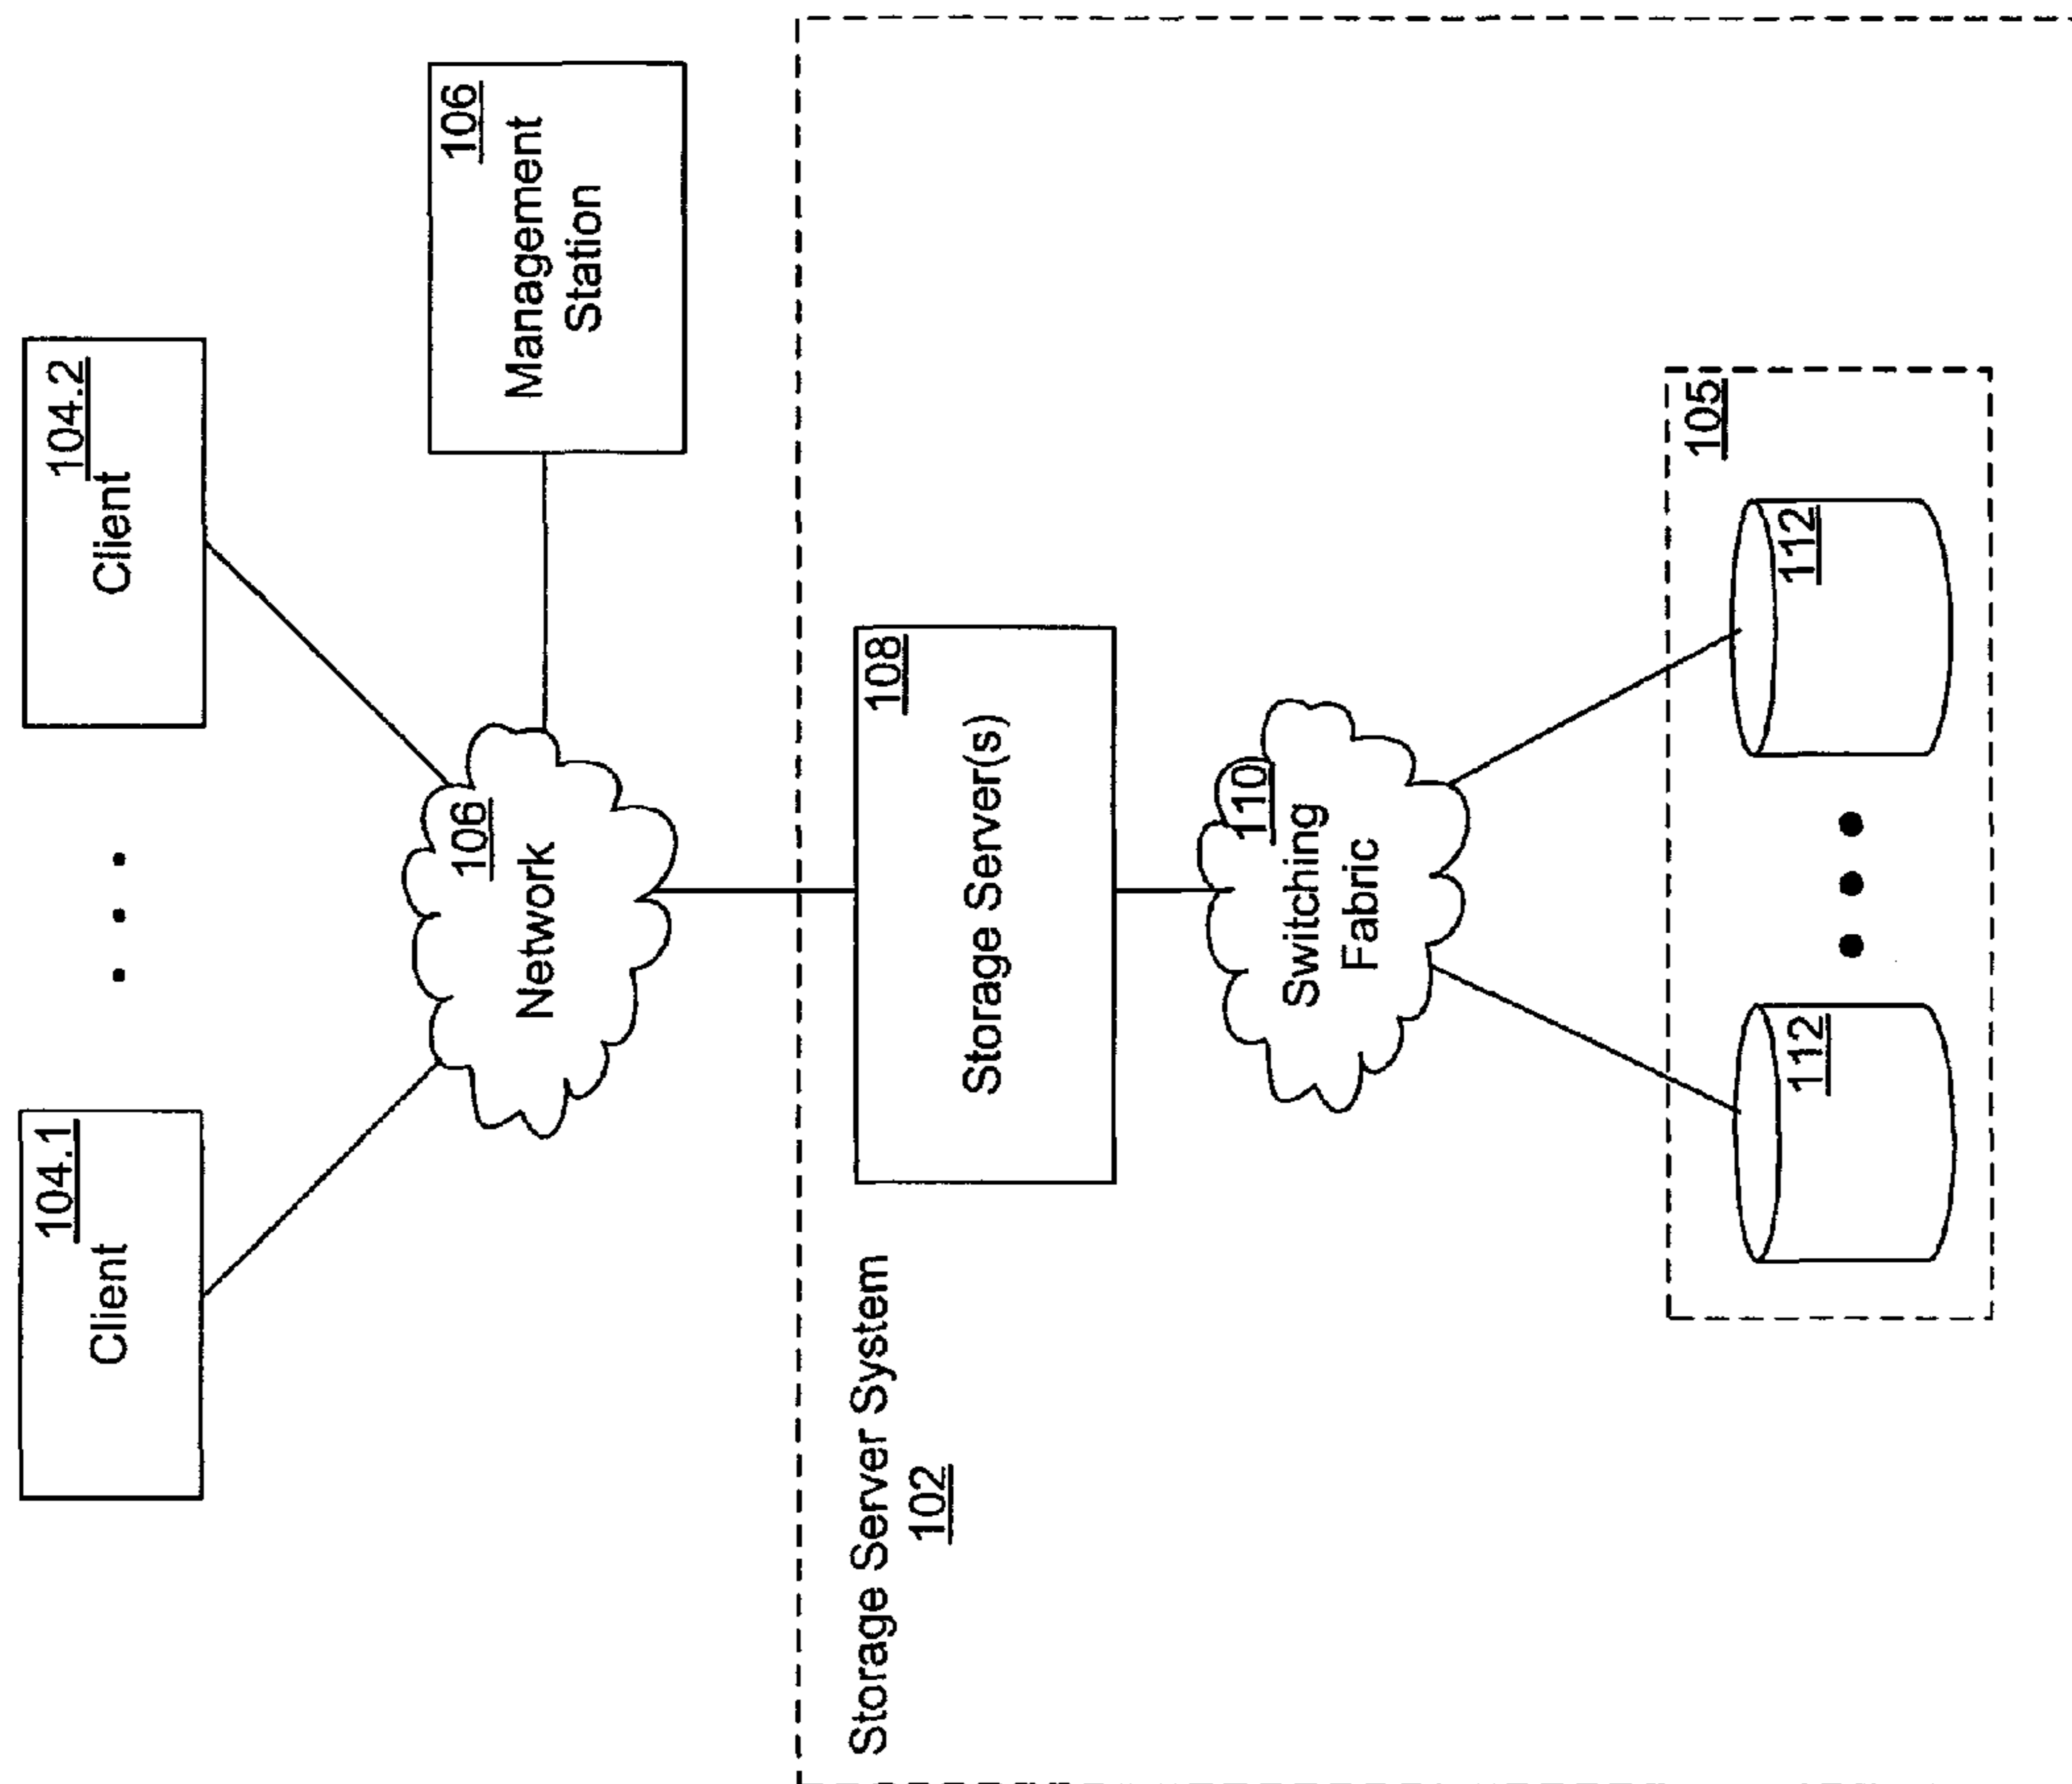 104.1
Client
104.2
Client
106
Network
106
Management
Station
Storage Server System
102
108
Storage Server(s)
110
Switching
Fabric
105
112
112